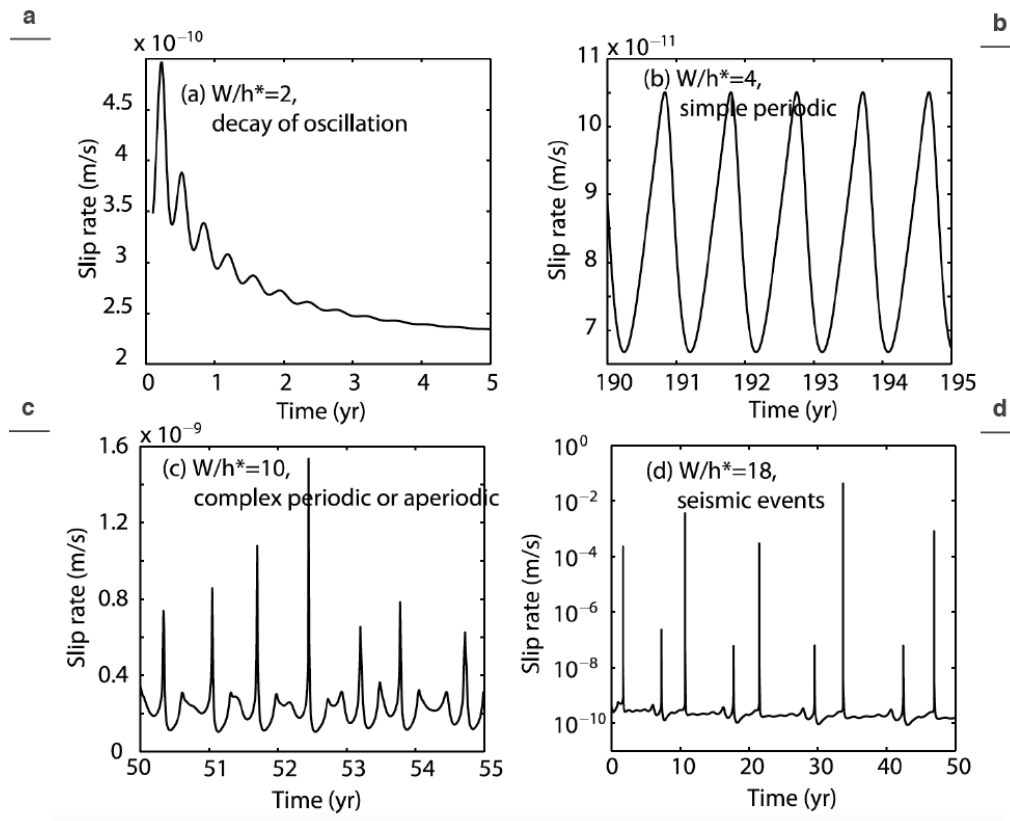 a
x 10⁻¹⁰
(a) W/h*=2,
decay of oscillation
4.5
4
3.5
3
2.5
2
Slip rate (m/s)
0 1 2 3 4 5
Time (yr)
b
x 10⁻¹¹
(b) W/h*=4,
simple periodic
11
10
9
8
7
Slip rate (m/s)
190 191 192 193 194 195
Time (yr)
c
x 10⁻⁹
(c) W/h*=10,
complex periodic or aperiodic
1.6
1.2
0.8
0.4
0
Slip rate (m/s)
50 51 52 53 54 55
Time (yr)
d
(d) W/h*=18,
seismic events
10⁰
10⁻²
10⁻⁴
10⁻⁶
10⁻⁸
10⁻¹⁰
Slip rate (m/s)
0 10 20 30 40 50
Time (yr)